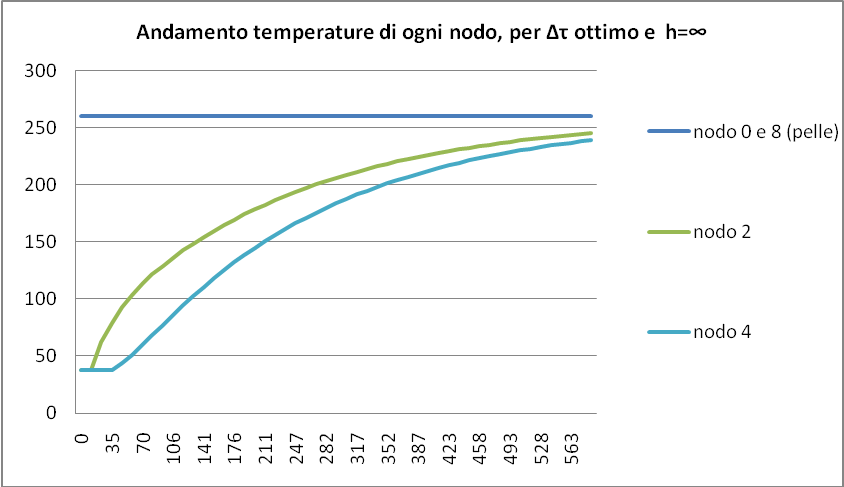 Andamento temperature di ogni nodo, per Δτ ottimo e h=∞
300
250
200
150
100
50
0
0 35 70 106 141 176 211 247 282 317 352 387 423 458 493 528 563
nodo 0 e 8 (pelle)
nodo 2
nodo 4